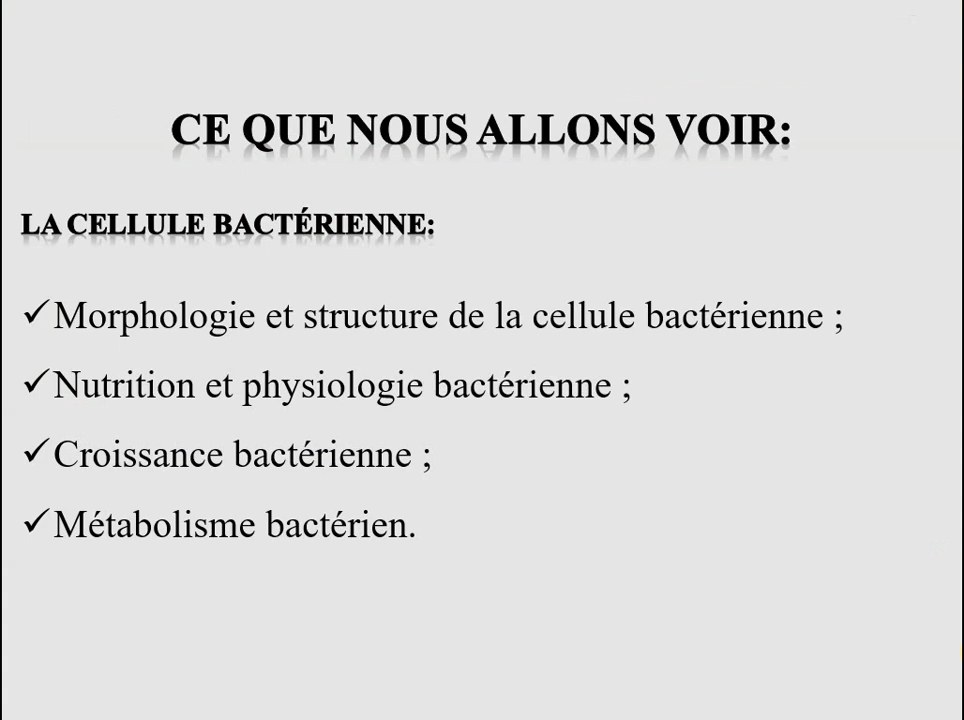 CE QUE NOUS ALLONS VOIR:
LA CELLULE BACTÉRIENNE:
✓Morphologie et structure de la cellule bactérienne ;
✓Nutrition et physiologie bactérienne ;
✓Croissance bactérienne ;
✓Métabolisme bactérien.